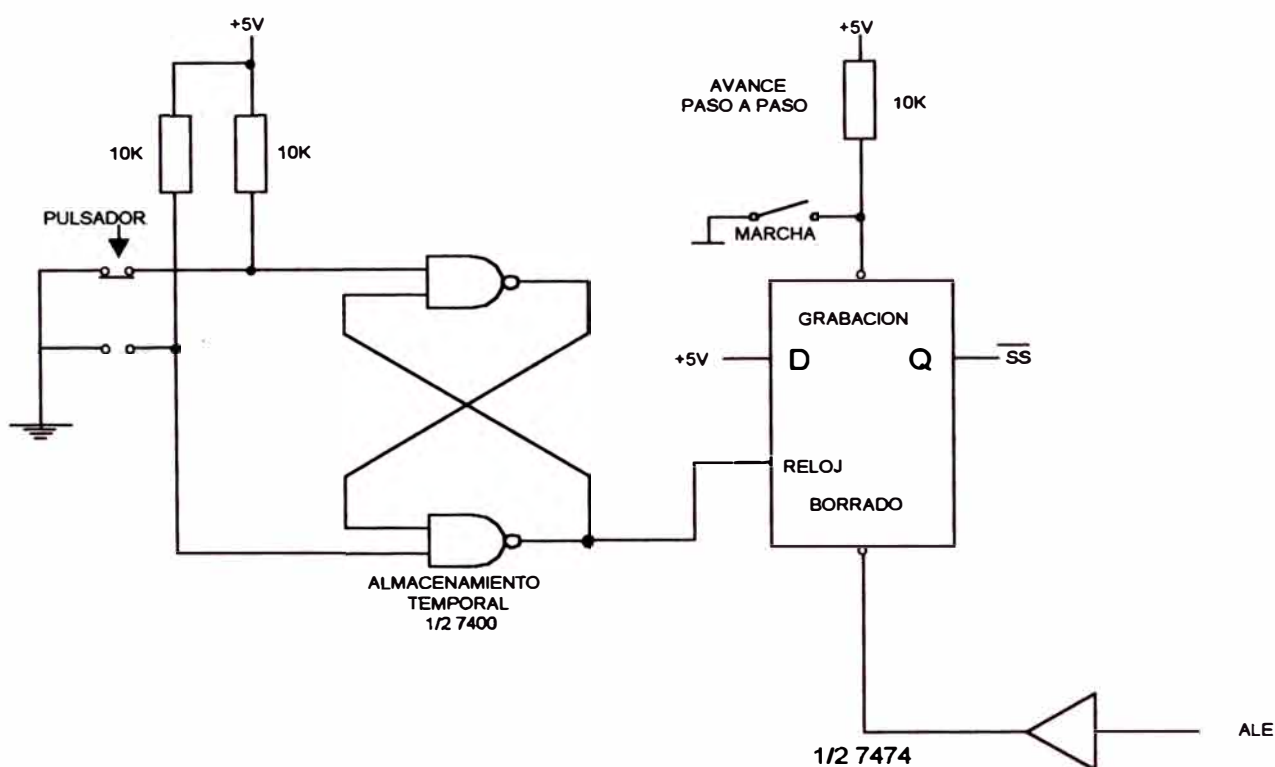 +5V
10K
10K
PULSADOR
ALMACENAMIENTO
TEMPORAL
1/2 7400
AVANCE
PASO A PASO
+5V
10K
MARCHA
GRABACION
+5V
D
Q
SS
RELOJ
BORRADO
1/2 7474
ALE